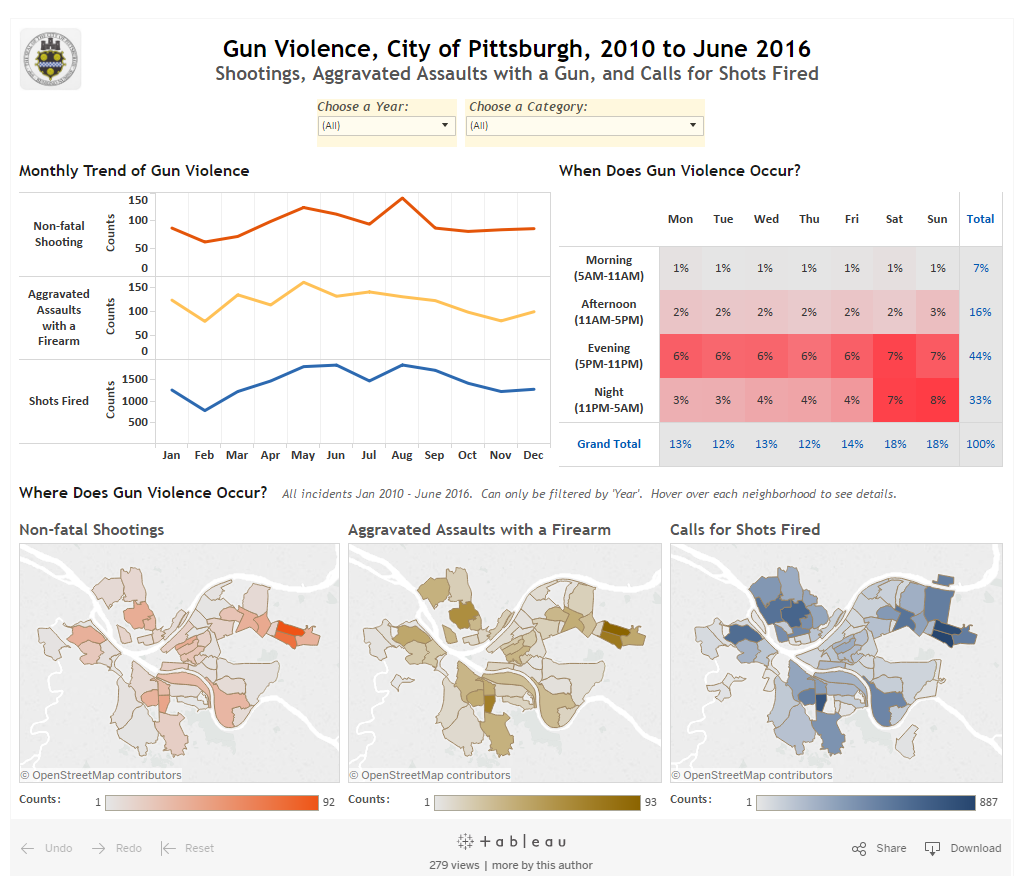 Gun Violence, City of Pittsburgh, 2010 to June 2016
Shootings, Aggravated Assaults with a Gun, and Calls for Shots Fired
Choose a Year:
(All)
Choose a Category:
(All)
Monthly Trend of Gun Violence
Non-fatal
Shooting
Counts
150
100
50
0
Aggravated
Assaults
with a
Firearm
Counts
150
100
50
0
Shots Fired
Counts
1500
1000
500
Jan Feb Mar Apr May Jun Jul Aug Sep Oct Nov Dec
When Does Gun Violence Occur?
Mon Tue Wed Thu Fri Sat Sun Total
Morning
(5AM-11AM)
1% 1% 1% 1% 1% 1% 1% 7%
Afternoon
(11AM-5PM)
2% 2% 2% 2% 2% 2% 3% 16%
Evening
(5PM-11PM)
6% 6% 6% 6% 6% 7% 7% 44%
Night
(11PM-5AM)
3% 3% 4% 4% 4% 7% 8% 33%
Grand Total 13% 12% 13% 12% 14% 18% 18% 100%
Where Does Gun Violence Occur? All incidents Jan 2010 - June 2016. Can only be filtered by 'Year'. Hover over each neighborhood to see details.
Non-fatal Shootings
© OpenStreetMap contributors
Counts: 1 92
Aggravated Assaults with a Firearm
© OpenStreetMap contributors
Counts: 1 93
Calls for Shots Fired
© OpenStreetMap contributors
Counts: 1 887
Undo Redo Reset
+ableau
279 views | more by this author
Share Download